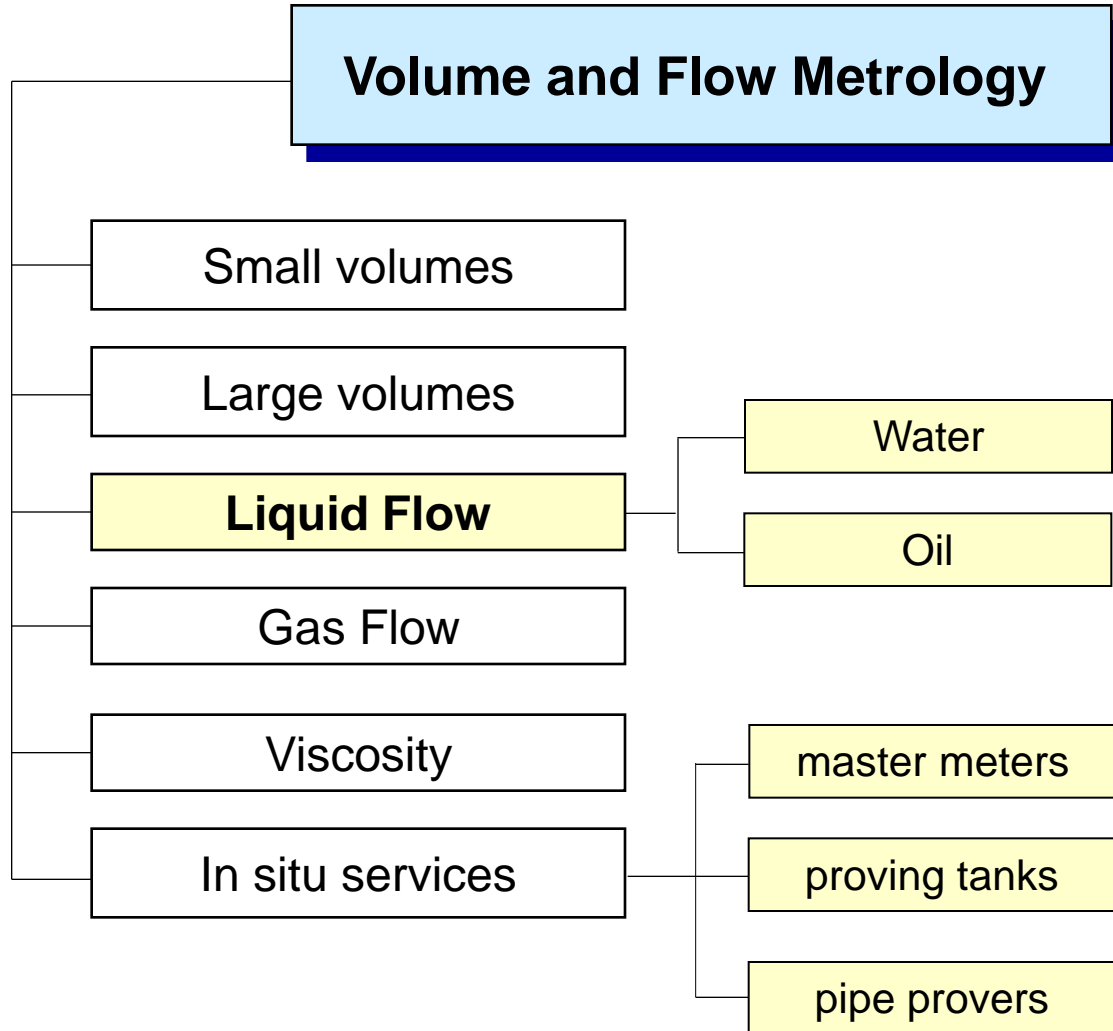 Volume and Flow Metrology
Small volumes
Large volumes
Liquid Flow
Water
Oil
Gas Flow
Viscosity
In situ services
master meters
proving tanks
pipe provers